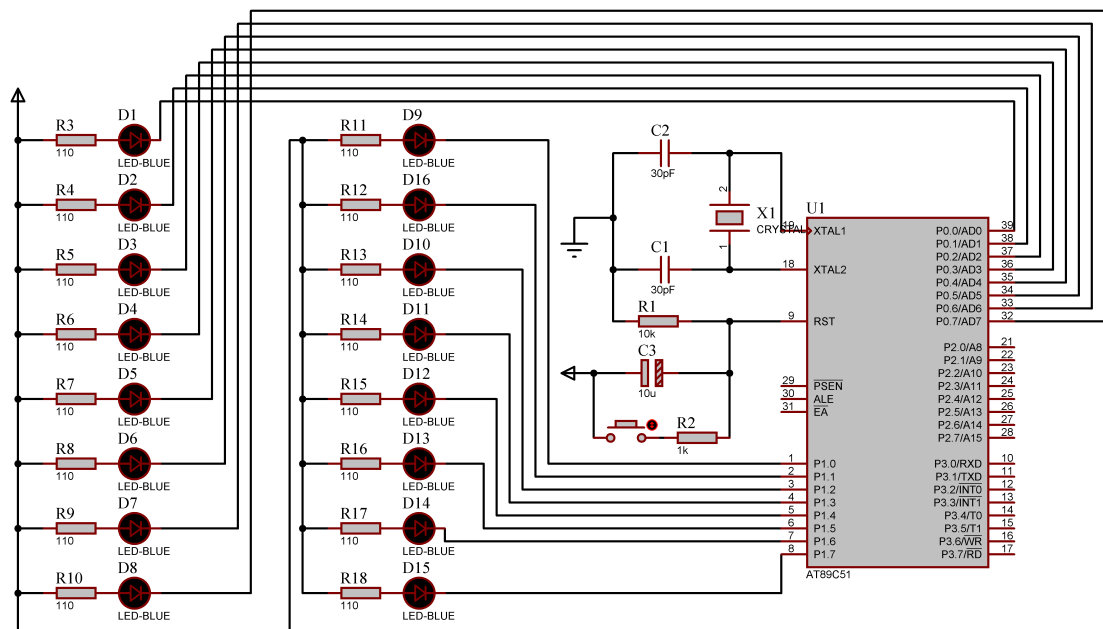 R3
110
D1
LED-BLUE
R4
110
D2
LED-BLUE
R5
110
D3
LED-BLUE
R6
110
D4
LED-BLUE
R7
110
D5
LED-BLUE
R8
110
D6
LED-BLUE
R9
110
D7
LED-BLUE
R10
110
D8
LED-BLUE
R11
110
D9
LED-BLUE
R12
110
D16
LED-BLUE
R13
110
D10
LED-BLUE
R14
110
D11
LED-BLUE
R15
110
D12
LED-BLUE
R16
110
D13
LED-BLUE
R17
110
D14
LED-BLUE
R18
110
D15
LED-BLUE
C2
30pF
2
X1
CRYSTAL
1
C1
30pF
R1
10k
C3
10u
R2
1k
U1
19 XTAL1
18 XTAL2
9 RST
29 PSEN
30 ALE
31 EA
1 P1.0
2 P1.1
3 P1.2
4 P1.3
5 P1.4
6 P1.5
7 P1.6
8 P1.7
P0.0/AD0 39
P0.1/AD1 38
P0.2/AD2 37
P0.3/AD3 36
P0.4/AD4 35
P0.5/AD5 34
P0.6/AD6 33
P0.7/AD7 32
P2.0/A8 21
P2.1/A9 22
P2.2/A10 23
P2.3/A11 24
P2.4/A12 25
P2.5/A13 26
P2.6/A14 27
P2.7/A15 28
P3.0/RXD 10
P3.1/TXD 11
P3.2/INT0 12
P3.3/INT1 13
P3.4/T0 14
P3.5/T1 15
P3.6/WR 16
P3.7/RD 17
AT89C51